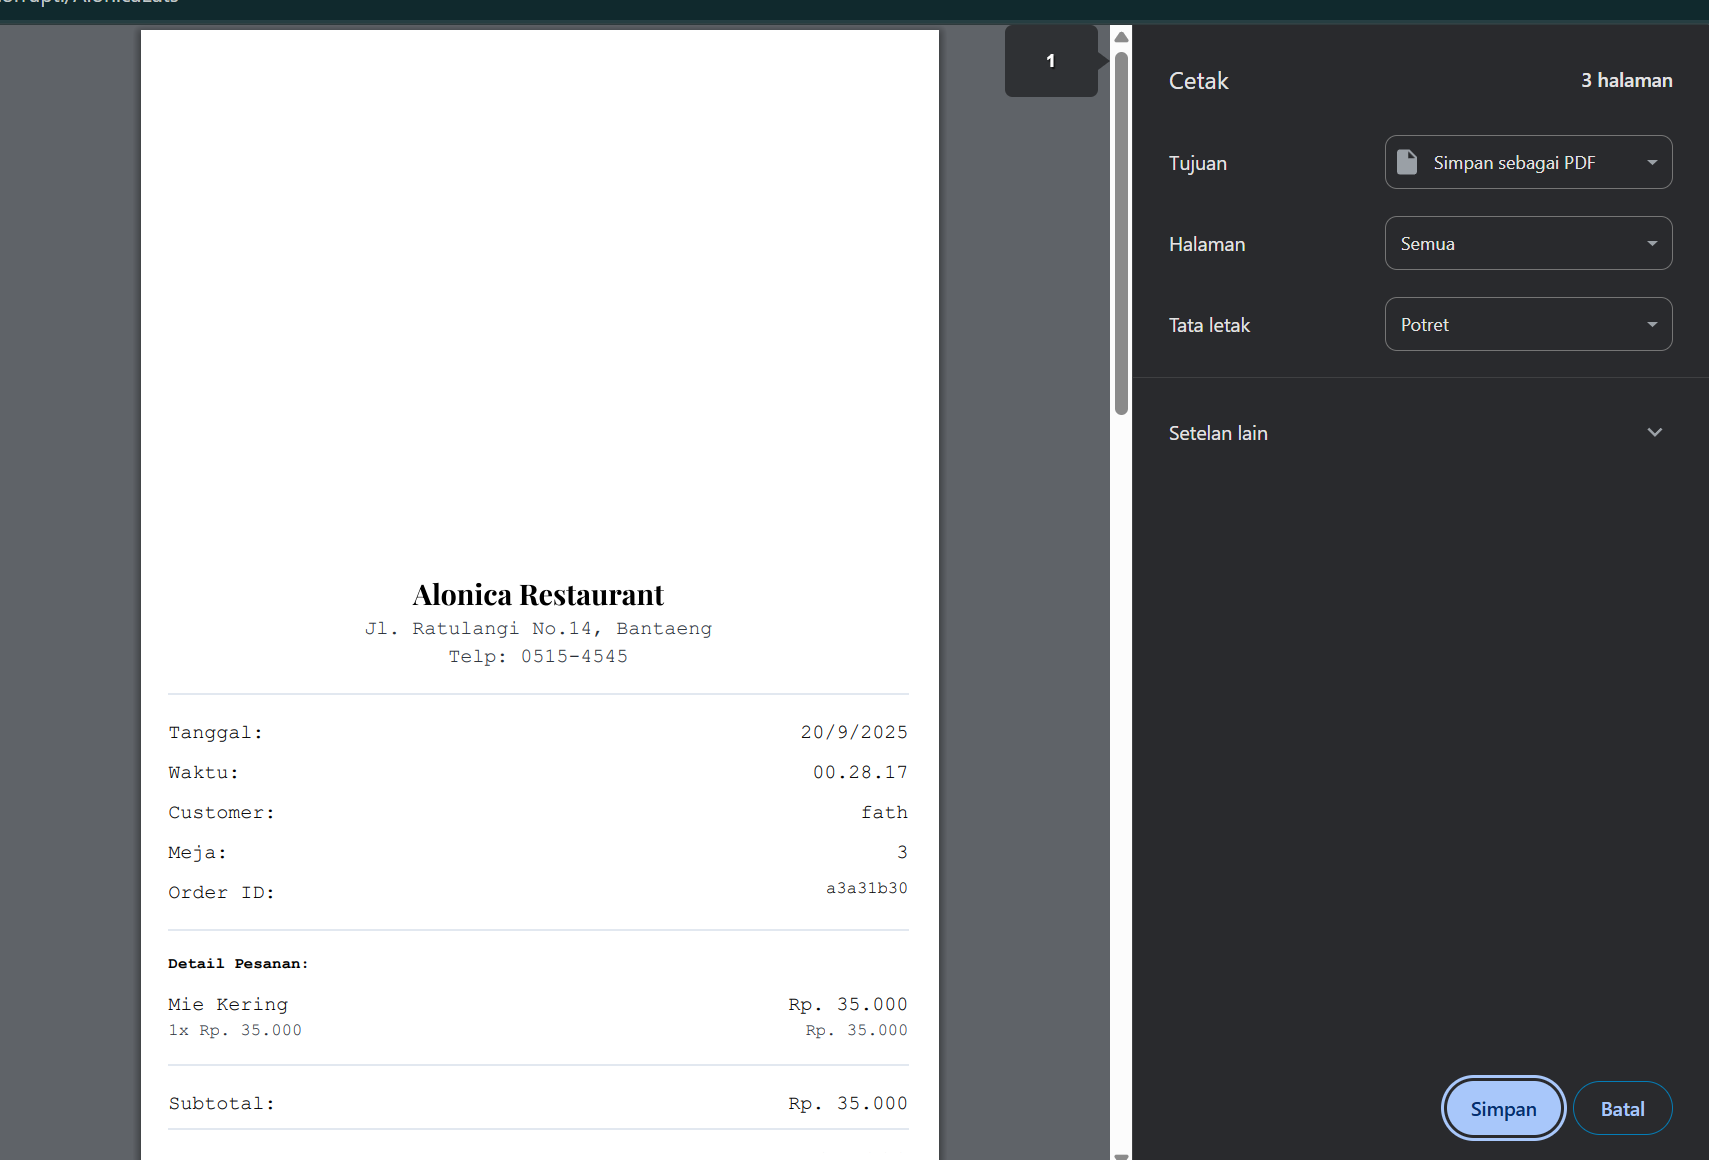 1
Cetak
3 halaman
Tujuan
Simpan sebagai PDF
Halaman
Semua
Tata letak
Potret
Setelan lain
Simpan
Batal
Alonica Restaurant
Jl. Ratulangi No.14, Bantaeng
Telp: 0515-4545
Tanggal: 20/9/2025
Waktu: 00.28.17
Customer: fath
Meja: 3
Order ID: a3a31b30
Detail Pesanan:
Mie Kering Rp. 35.000
1x Rp. 35.000 Rp. 35.000
Subtotal: Rp. 35.000